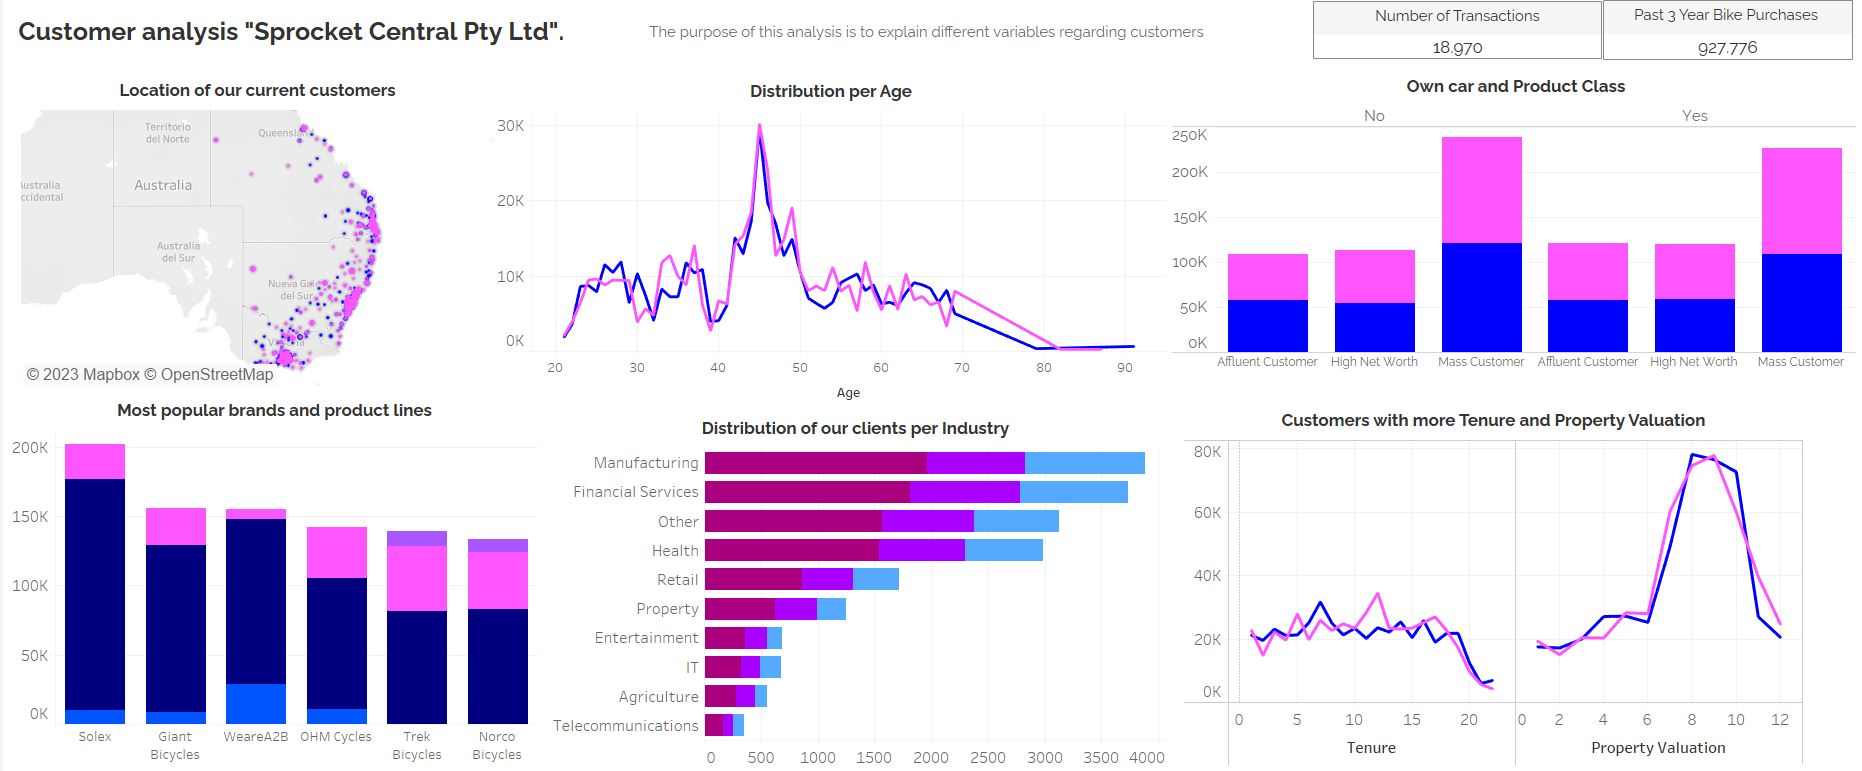 Customer analysis "Sprocket Central Pty Ltd".
The purpose of this analysis is to explain different variables regarding customers
Number of Transactions
18.970
Past 3 Year Bike Purchases
927.776
Location of our current customers
Territorio
del Norte
Queensland
Australia
ccidental
Australia
Australia
del Sur
Nueva Ga
del Sur
© 2023 Mapbox © OpenStreetMap
Distribution per Age
30K
20K
10K
0K
20 30 40 50 60 70 80 90
Age
Own car and Product Class
No Yes
250K
200K
150K
100K
50K
0K
Affluent Customer High Net Worth Mass Customer Affluent Customer High Net Worth Mass Customer
Most popular brands and product lines
200K
150K
100K
50K
0K
Solex Giant Bicycles WeareA2B OHM Cycles Trek Bicycles Norco Bicycles
Distribution of our clients per Industry
Manufacturing
Financial Services
Other
Health
Retail
Property
Entertainment
IT
Agriculture
Telecommunications
0 500 1000 1500 2000 2500 3000 3500 4000
Customers with more Tenure and Property Valuation
80K
60K
40K
20K
0K
0 5 10 15 20 0 2 4 6 8 10 12
Tenure Property Valuation